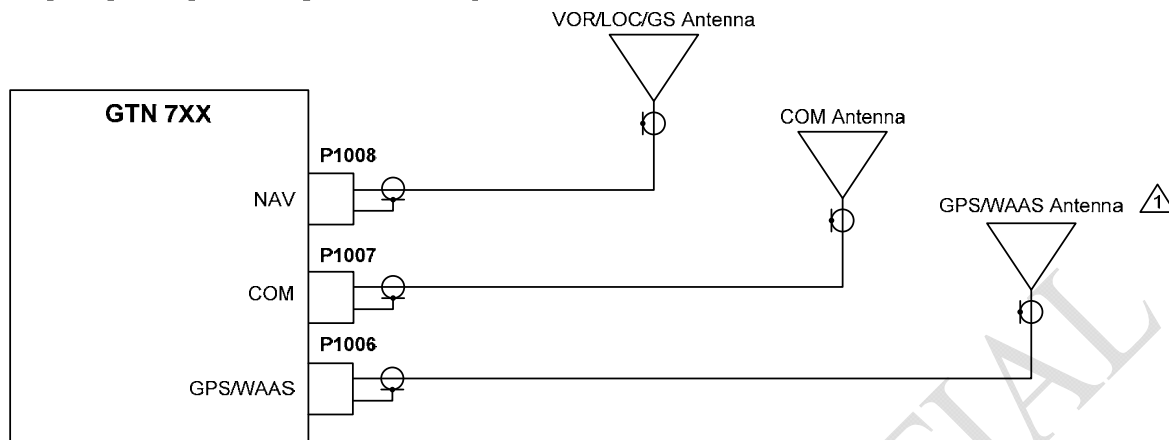 VOR/LOC/GS Antenna
GTN 7XX
COM Antenna
P1008
NAV
GPS/WAAS Antenna 1
P1007
COM
P1006
GPS/WAAS